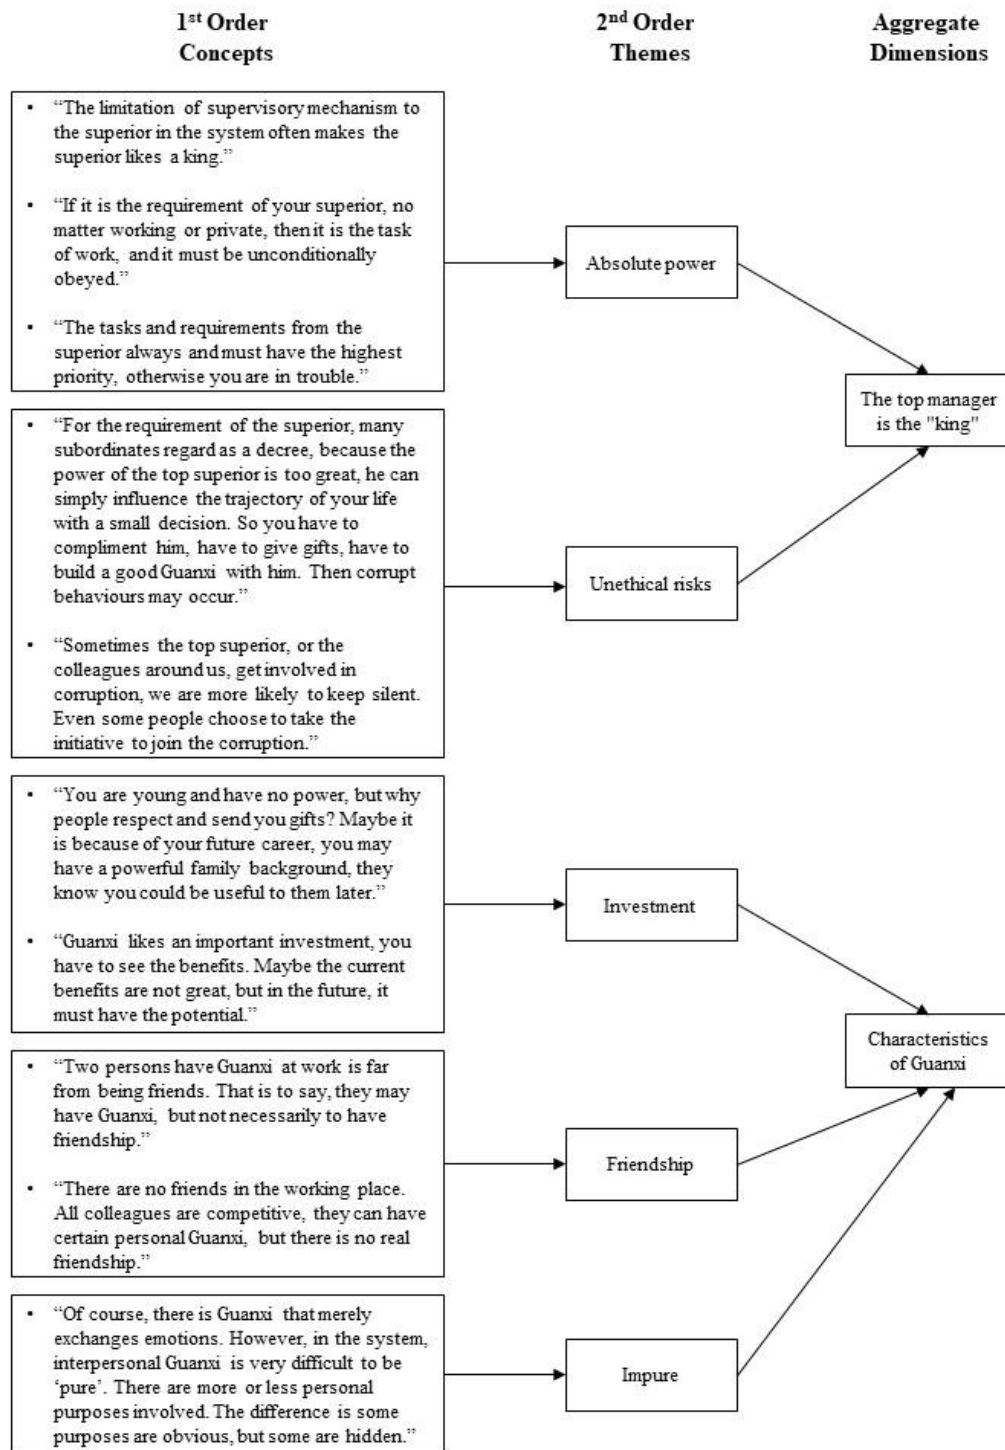 1st Order
Concepts
2nd Order
Themes
Aggregate
Dimensions
• “The limitation of supervisory mechanism to
the superior in the system often makes the
superior likes a king.”
• “If it is the requirement of your superior, no
matter working or private, then it is the task
of work, and it must be unconditionally
obeyed.”
• “The tasks and requirements from the
superior always and must have the highest
priority, otherwise you are in trouble.”
Absolute power
The top manager
is the "king"
• “For the requirement of the superior, many
subordinates regard as a decree, because the
power of the top superior is too great, he can
simply influence the trajectory of your life
with a small decision. So you have to
compliment him, have to give gifts, have to
build a good Guanxi with him. Then corrupt
behaviours may occur.”
• “Sometimes the top superior, or the
colleagues around us, get involved in
corruption, we are more likely to keep silent.
Even some people choose to take the
initiative to join the corruption.”
Unethical risks
• “You are young and have no power, but why
people respect and send you gifts? Maybe it
is because of your future career, you may
have a powerful family background, they
know you could be useful to them later.”
• “Guanxi likes an important investment, you
have to see the benefits. Maybe the current
benefits are not great, but in the future, it
must have the potential.”
Investment
Characteristics
of Guanxi
• “Two persons have Guanxi at work is far
from being friends. That is to say, they may
have Guanxi, but not necessarily to have
friendship.”
• “There are no friends in the working place.
All colleagues are competitive, they can have
certain personal Guanxi, but there is no real
friendship.”
Friendship
• “Of course, there is Guanxi that merely
exchanges emotions. However, in the system,
interpersonal Guanxi is very difficult to be
‘pure’. There are more or less personal
purposes involved. The difference is some
purposes are obvious, but some are hidden.”
Impure